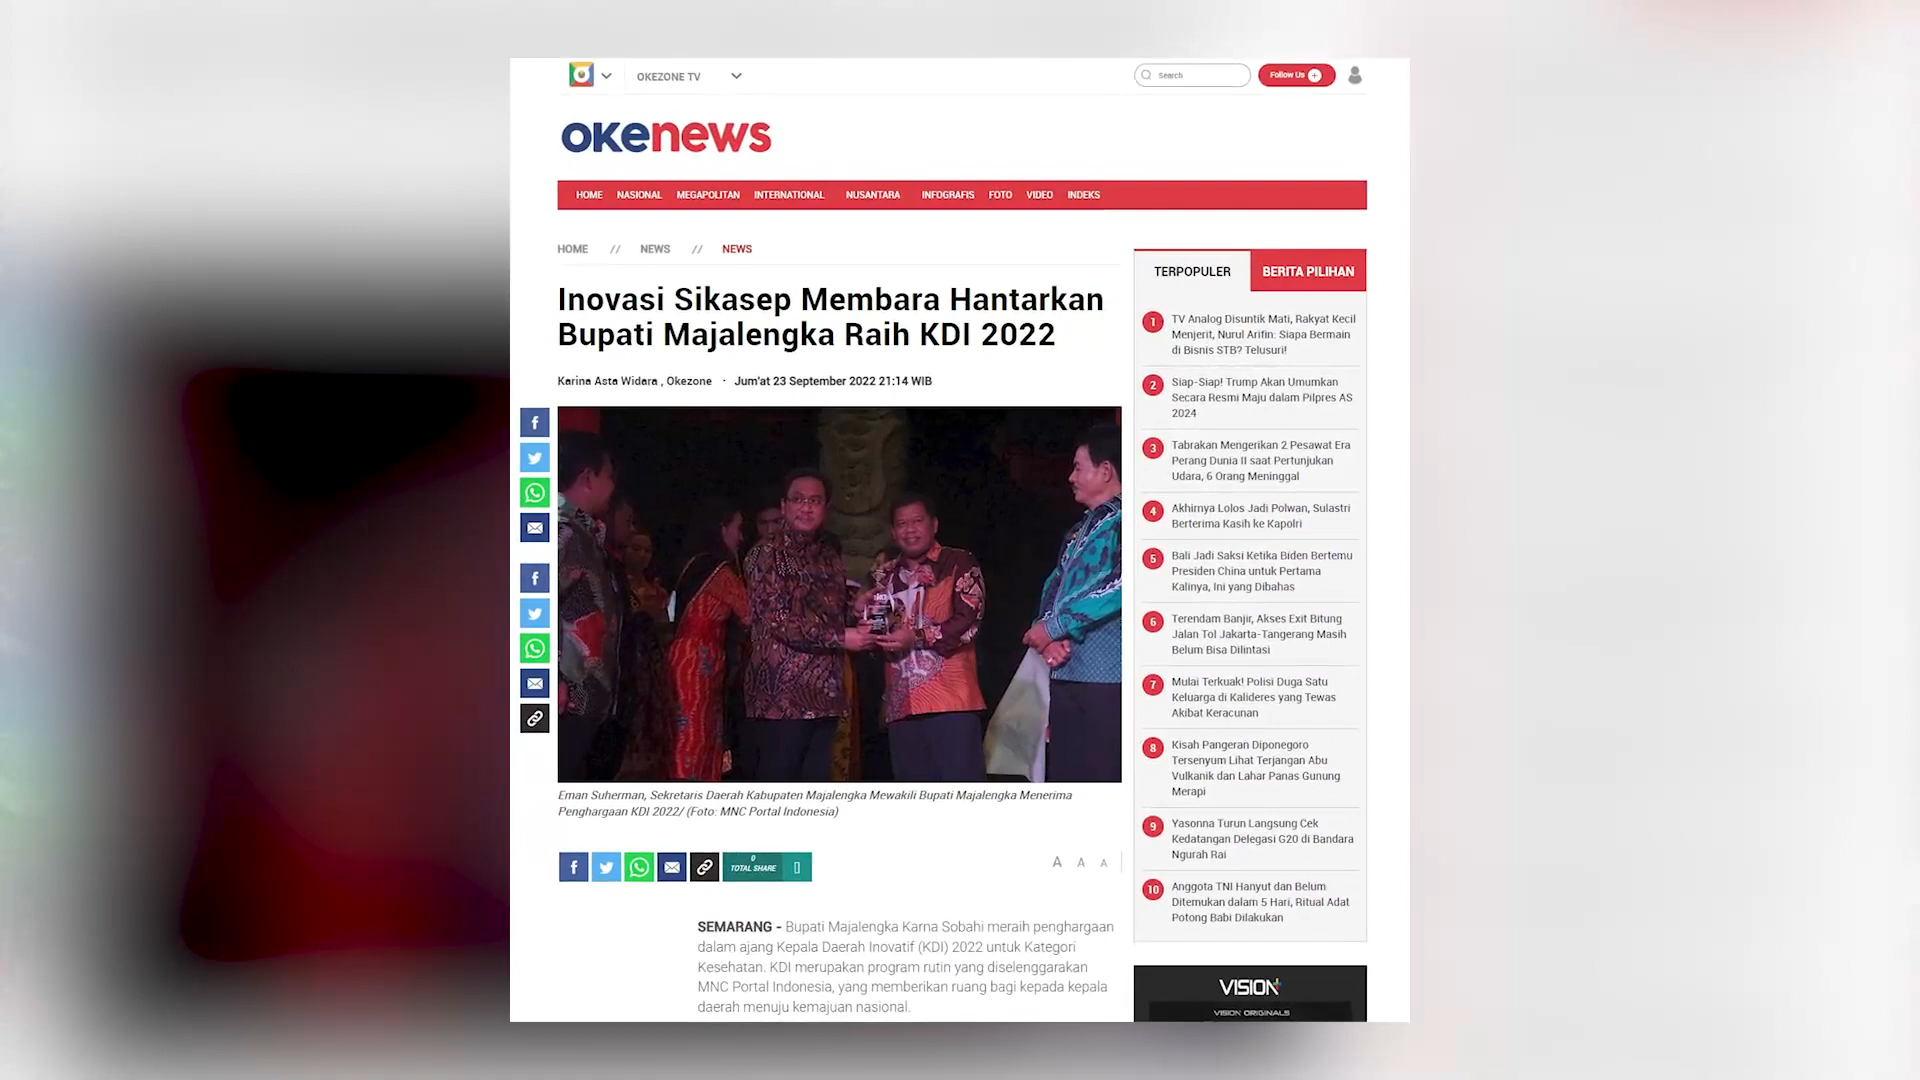 OKEZONE TV
Search
Follow Us
okenews
HOME NASIONAL MEGAPOLITAN INTERNATIONAL NUSANTARA INFOGRAFIS FOTO VIDEO INDEKS
HOME // NEWS // NEWS
Inovasi Sikasep Membara Hantarkan
Bupati Majalengka Raih KDI 2022
Karina Asta Widara , Okezone · Jum'at 23 September 2022 21:14 WIB
Eman Suherman, Sekretaris Daerah Kabupaten Majalengka Mewakili Bupati Majalengka Menerima
Penghargaan KDI 2022/ (Foto: MNC Portal Indonesia)
0
TOTAL SHARE
A A A
SEMARANG - Bupati Majalengka Karna Sobahi meraih penghargaan
dalam ajang Kepala Daerah Inovatif (KDI) 2022 untuk Kategori
Kesehatan. KDI merupakan program rutin yang diselenggarakan
MNC Portal Indonesia, yang memberikan ruang bagi kepada kepala
daerah menuju kemajuan nasional.
TERPOPULER BERITA PILIHAN
1 TV Analog Disuntik Mati, Rakyat Kecil
Menjerit, Nurul Arifin: Siapa Bermain
di Bisnis STB? Telusuri!
2 Siap-Siap! Trump Akan Umumkan
Secara Resmi Maju dalam Pilpres AS
2024
3 Tabrakan Mengerikan 2 Pesawat Era
Perang Dunia II saat Pertunjukan
Udara, 6 Orang Meninggal
4 Akhirnya Lolos Jadi Polwan, Sulastri
Berterima Kasih ke Kapolri
5 Bali Jadi Saksi Ketika Biden Bertemu
Presiden China untuk Pertama
Kalinya, Ini yang Dibahas
6 Terendam Banjir, Akses Exit Bitung
Jalan Tol Jakarta-Tangerang Masih
Belum Bisa Dilintasi
7 Mulai Terkuak! Polisi Duga Satu
Keluarga di Kalideres yang Tewas
Akibat Keracunan
8 Kisah Pangeran Diponegoro
Tersenyum Lihat Terjangan Abu
Vulkanik dan Lahar Panas Gunung
Merapi
9 Yasonna Turun Langsung Cek
Kedatangan Delegasi G20 di Bandara
Ngurah Rai
10 Anggota TNI Hanyut dan Belum
Ditemukan dalam 5 Hari, Ritual Adat
Potong Babi Dilakukan
VISION+
VISION ORIGINALS